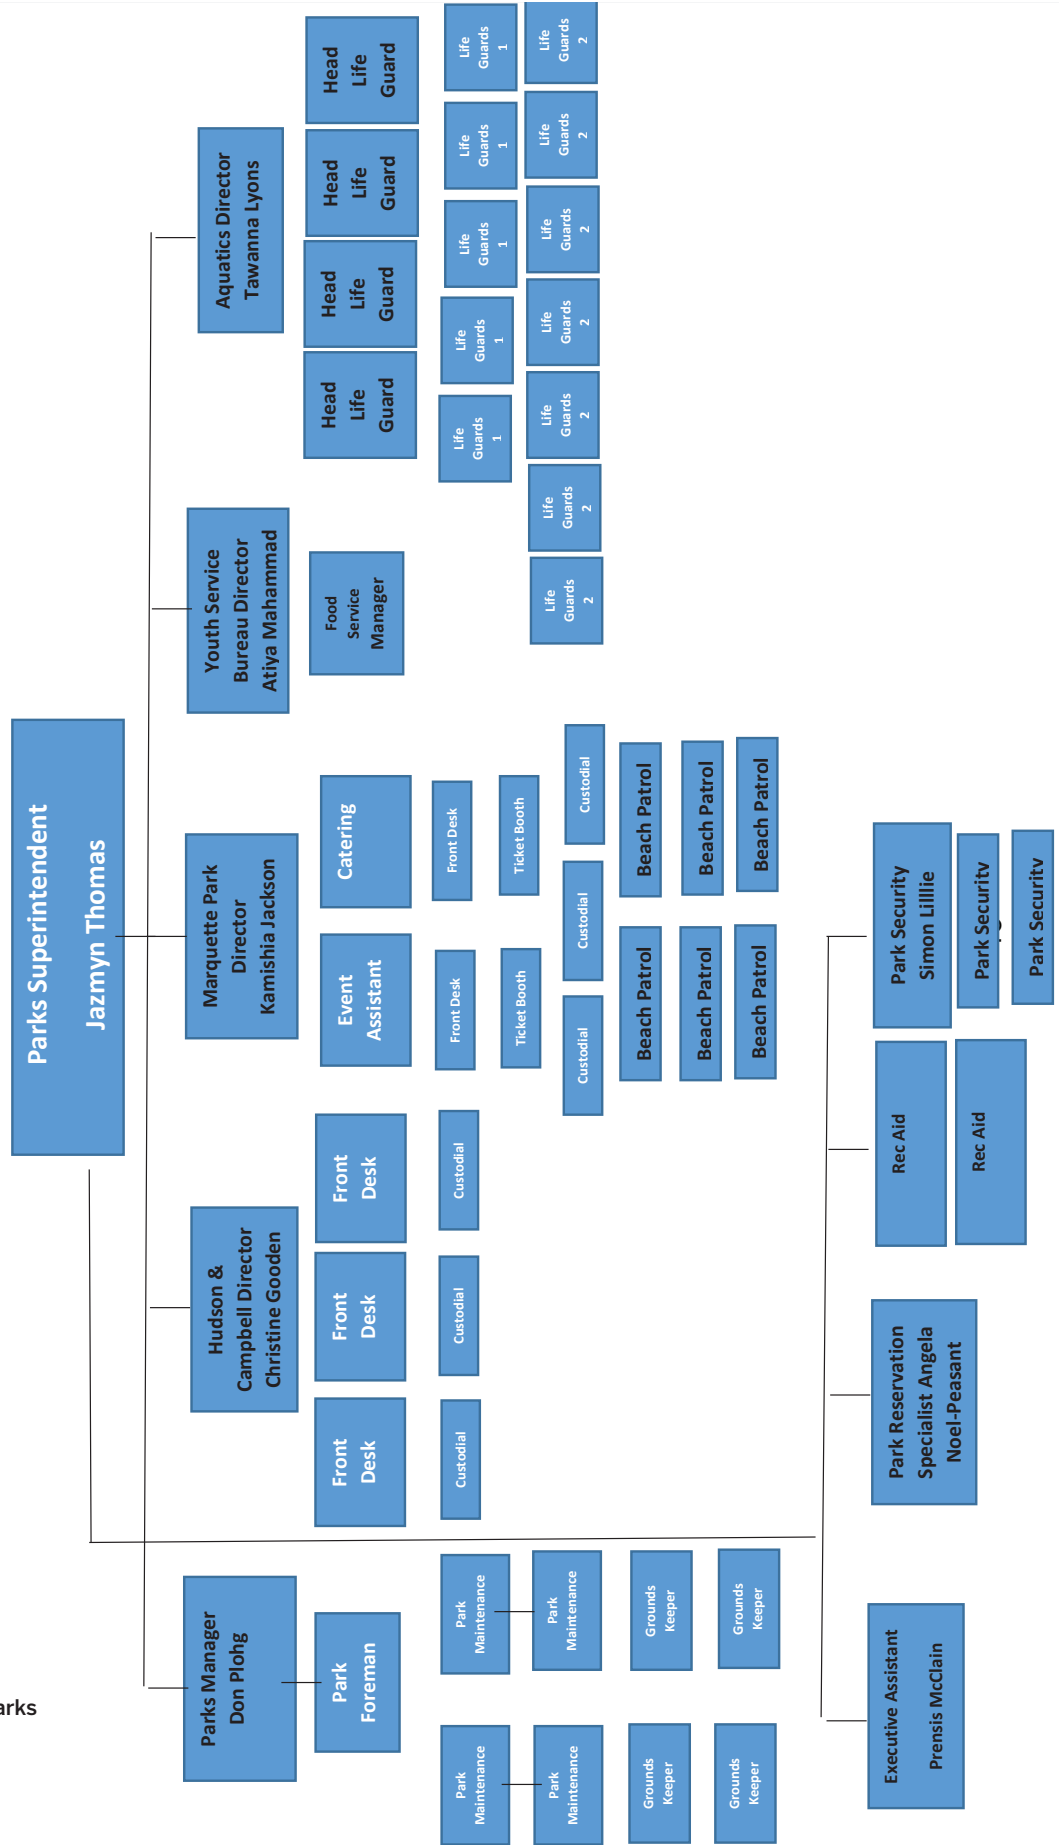 arks
Parks Superintendent
Jazmyn Thomas
Parks Manager
Don Plohg
Hudson &
Campbell Director
Christine Gooden
Marquette Park
Director
Kamishia Jackson
Youth Service
Bureau Director
Atiya Mahammad
Aquatics Director
Tawanna Lyons
Park
Foreman
Front
Desk
Front
Desk
Front
Desk
Event
Assistant
Catering
Food
Service
Manager
Head
Life
Guard
Head
Life
Guard
Head
Life
Guard
Head
Life
Guard
Park
Maintenance
Park
Maintenance
Custodial
Custodial
Custodial
Front Desk
Front Desk
Life
Guards
1
Life
Guards
1
Life
Guards
1
Life
Guards
1
Life
Guards
1
Park
Maintenance
Park
Maintenance
Ticket Booth
Ticket Booth
Life
Guards
2
Life
Guards
2
Life
Guards
2
Life
Guards
2
Life
Guards
2
Life
Guards
2
Life
Guards
2
Custodial
Custodial
Custodial
Grounds
Keeper
Grounds
Keeper
Beach Patrol
Beach Patrol
Beach Patrol
Beach Patrol
Grounds
Keeper
Grounds
Keeper
Beach Patrol
Beach Patrol
Executive Assistant
Prensis McClain
Park Reservation
Specialist Angela
Noel-Peasant
Rec Aid
Rec Aid
Park Security
Simon Lilllie
Park Security
Park Security